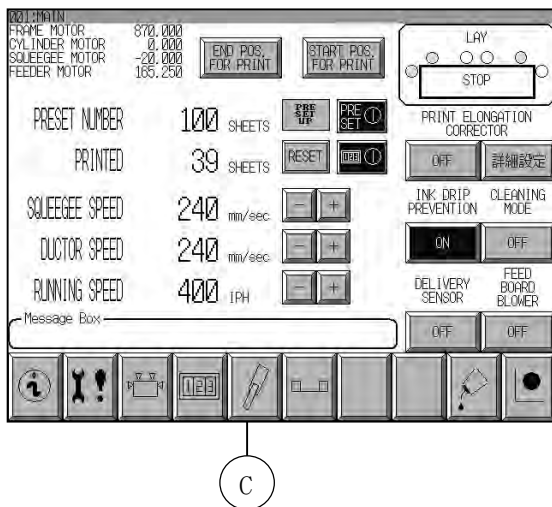 001:MAIN
FRAME MOTOR 870.000
CYLINDER MOTOR 0.000
SQUEEGEE MOTOR -20.000
FEEDER MOTOR 165.250
END POS. FOR PRINT
START POS. FOR PRINT
LAY
STOP
PRESET NUMBER 100 SHEETS
PRE SET UP
PRE SET
PRINTED 39 SHEETS
RESET
PRINT ELONGATION CORRECTOR
OFF
詳細設定
SQUEEGEE SPEED 240 mm/sec - +
INK DRIP PREVENTION
CLEANING MODE
ON
OFF
DUCTOR SPEED 240 mm/sec - +
RUNNING SPEED 400 IPH - +
DELIVERY SENSOR
FEED BOARD BLOWER
OFF
OFF
Message Box
123
C